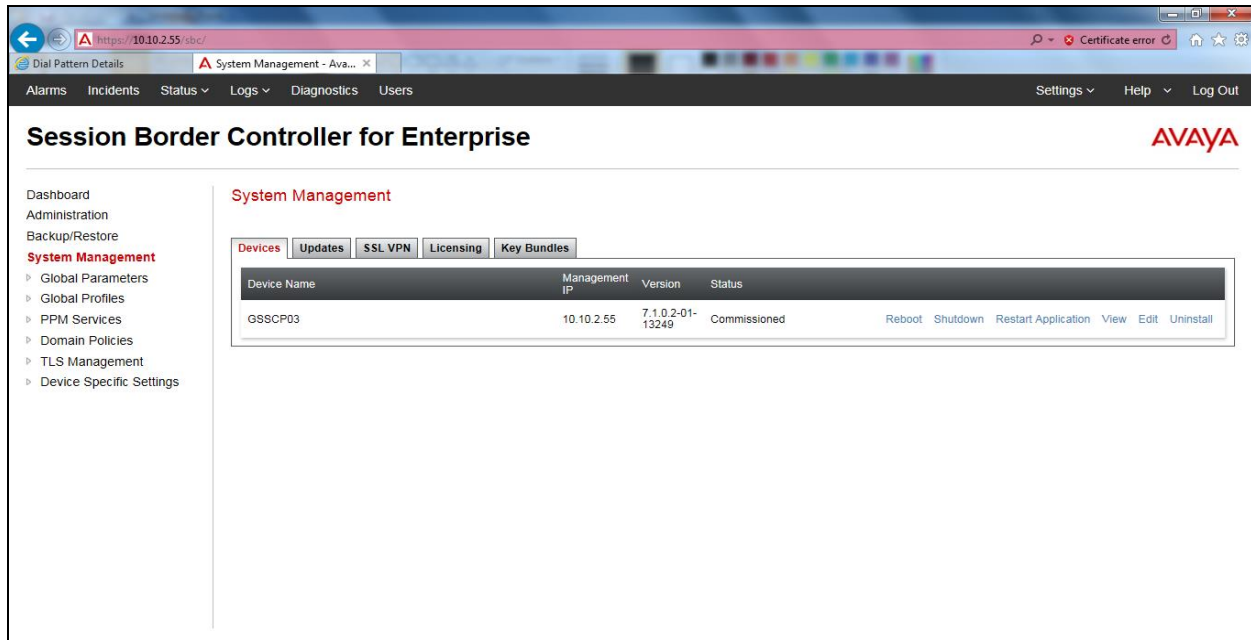 https://10.10.2.55/sbc/
Certificate error
Dial Pattern Details
System Management - Ava...
Alarms Incidents Status Logs Diagnostics Users Settings Help Log Out
Session Border Controller for Enterprise
AVAYA
Dashboard
Administration
Backup/Restore
System Management
Global Parameters
Global Profiles
PPM Services
Domain Policies
TLS Management
Device Specific Settings
System Management
Devices Updates SSL VPN Licensing Key Bundles
Device Name Management IP Version Status
GSSCP03 10.10.2.55 7.1.0.2-01-13249 Commissioned Reboot Shutdown Restart Application View Edit Uninstall